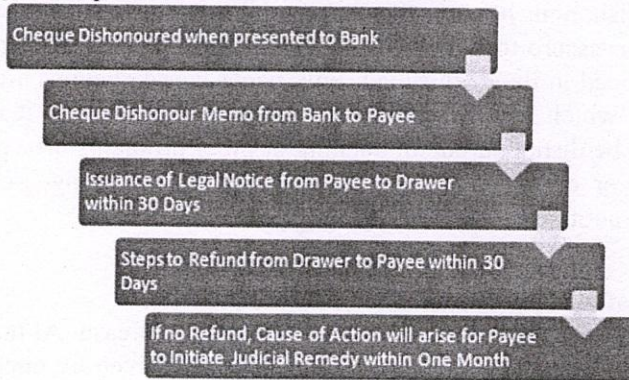 Cheque Dishonoured when presented to Bank
Cheque Dishonour Memo from Bank to Payee
Issuance of Legal Notice from Payee to Drawer
within 30 Days
Steps to Refund from Drawer to Payee within 30
Days
If no Refund, Cause of Action will arise for Payee
to Initiate Judicial Remedy within One Month